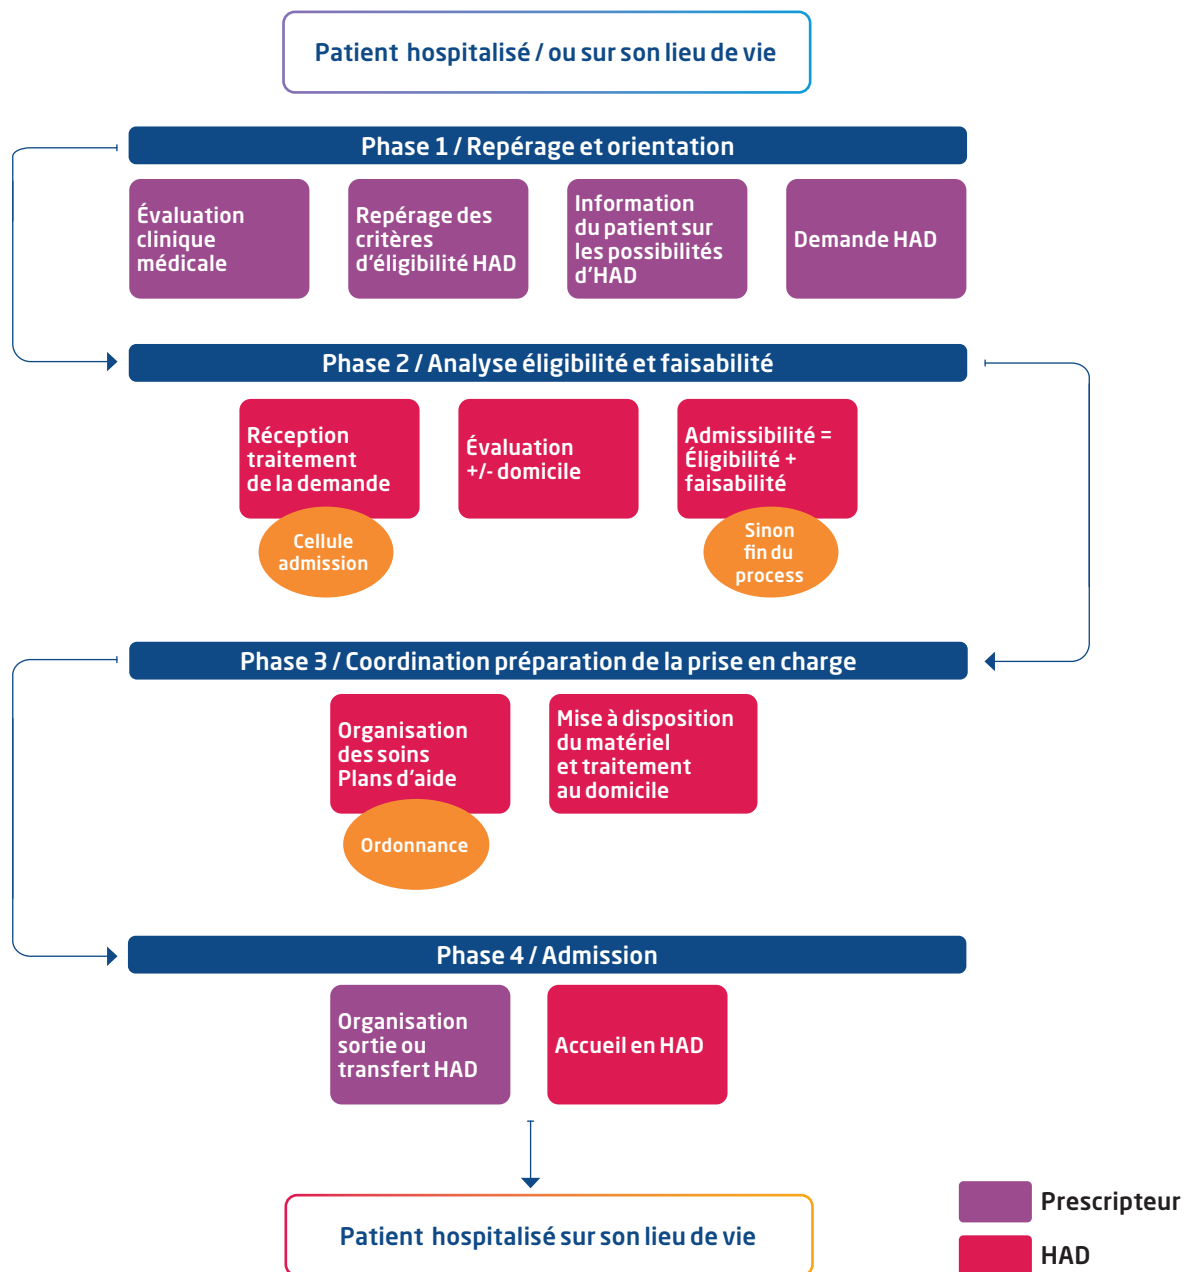 Patient hospitalisé / ou sur son lieu de vie
Phase 1 / Repérage et orientation
Évaluation
clinique
médicale
Repérage des
critères
d'éligibilité HAD
Information
du patient sur
les possibilités
d'HAD
Demande HAD
Phase 2 / Analyse éligibilité et faisabilité
Réception
traitement
de la demande
Cellule
admission
Évaluation
+/- domicile
Admissibilité =
Éligibilité +
faisabilité
Sinon
fin du
process
Phase 3 / Coordination préparation de la prise en charge
Organisation
des soins
Plans d'aide
Ordonnance
Mise à disposition
du matériel
et traitement
au domicile
Phase 4 / Admission
Organisation
sortie ou
transfert HAD
Accueil en HAD
Patient hospitalisé sur son lieu de vie
Prescripteur
HAD